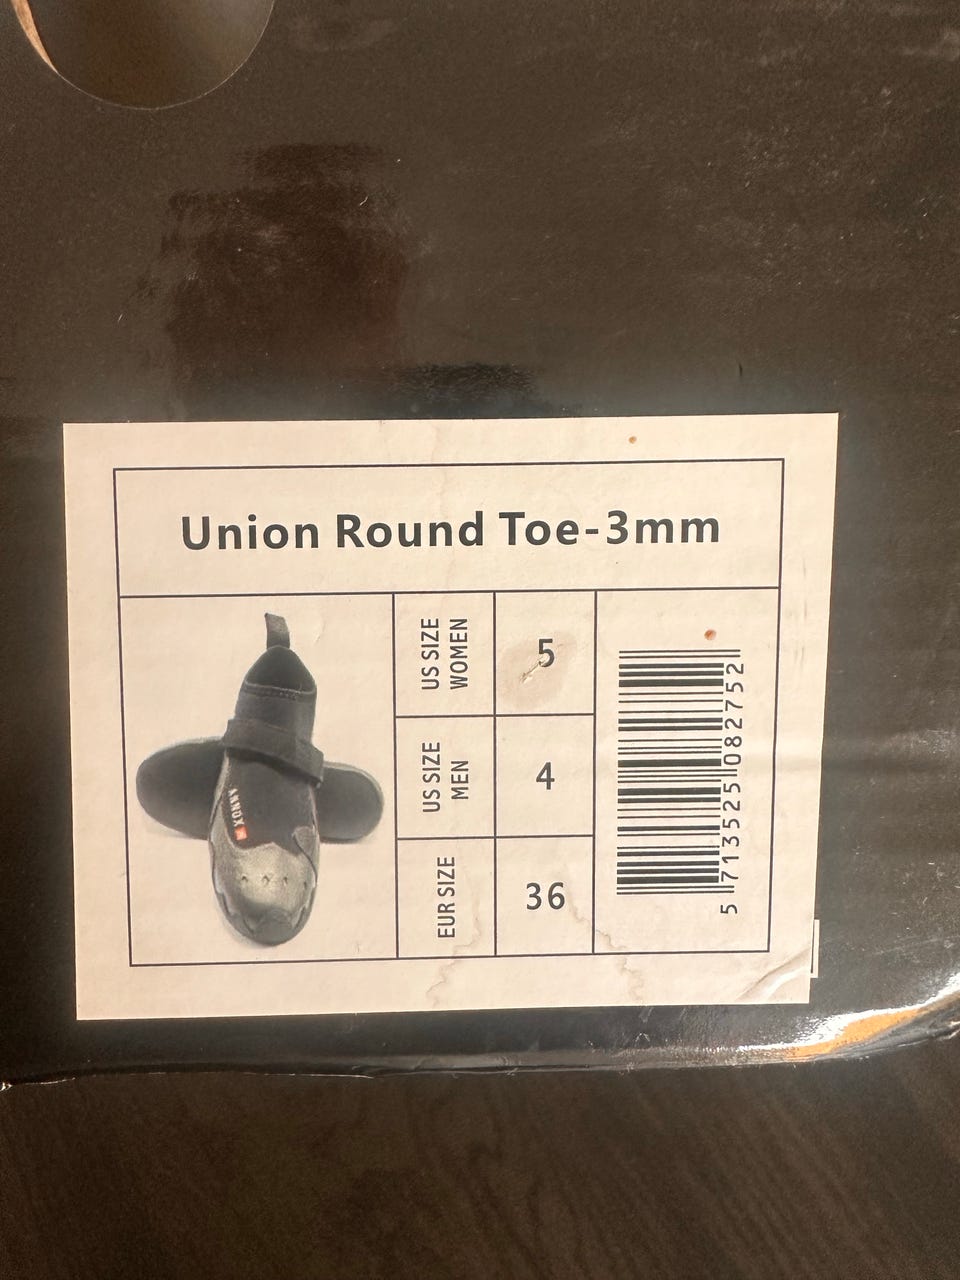 Union Round Toe-3mm
US SIZE
WOMEN
5
US SIZE
MEN
4
EUR SIZE
36
5 713525 082752